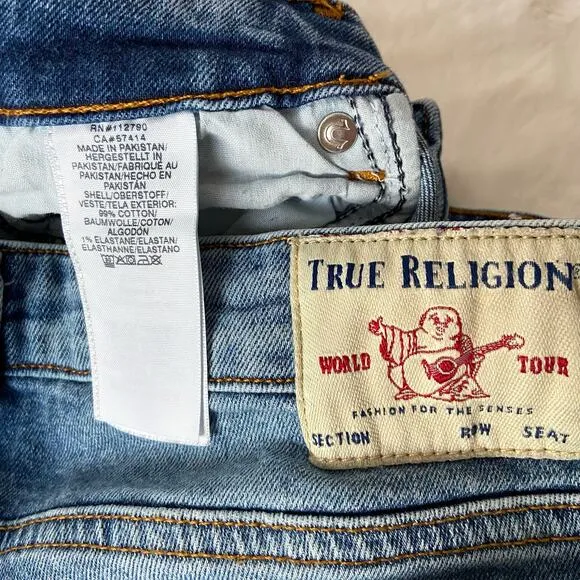 RN#112790
CA#57414
MADE IN PAKISTAN/
HERGESTELLT IN
PAKISTAN/FABRIQUÉ AU
PAKISTAN/HECHO EN
PAKISTÁN
SHELL/OBERSTOFF/
VESTE/TELA EXTERIOR:
99% COTTON/
BAUMWOLLE/COTON/
ALGODÓN
1% ELASTANE/ELASTAN/
ELASTHANNE/ELASTANO
TRUE RELIGION
WORLD TOUR
FASHION FOR THE SENSES
SECTION ROW SEAT